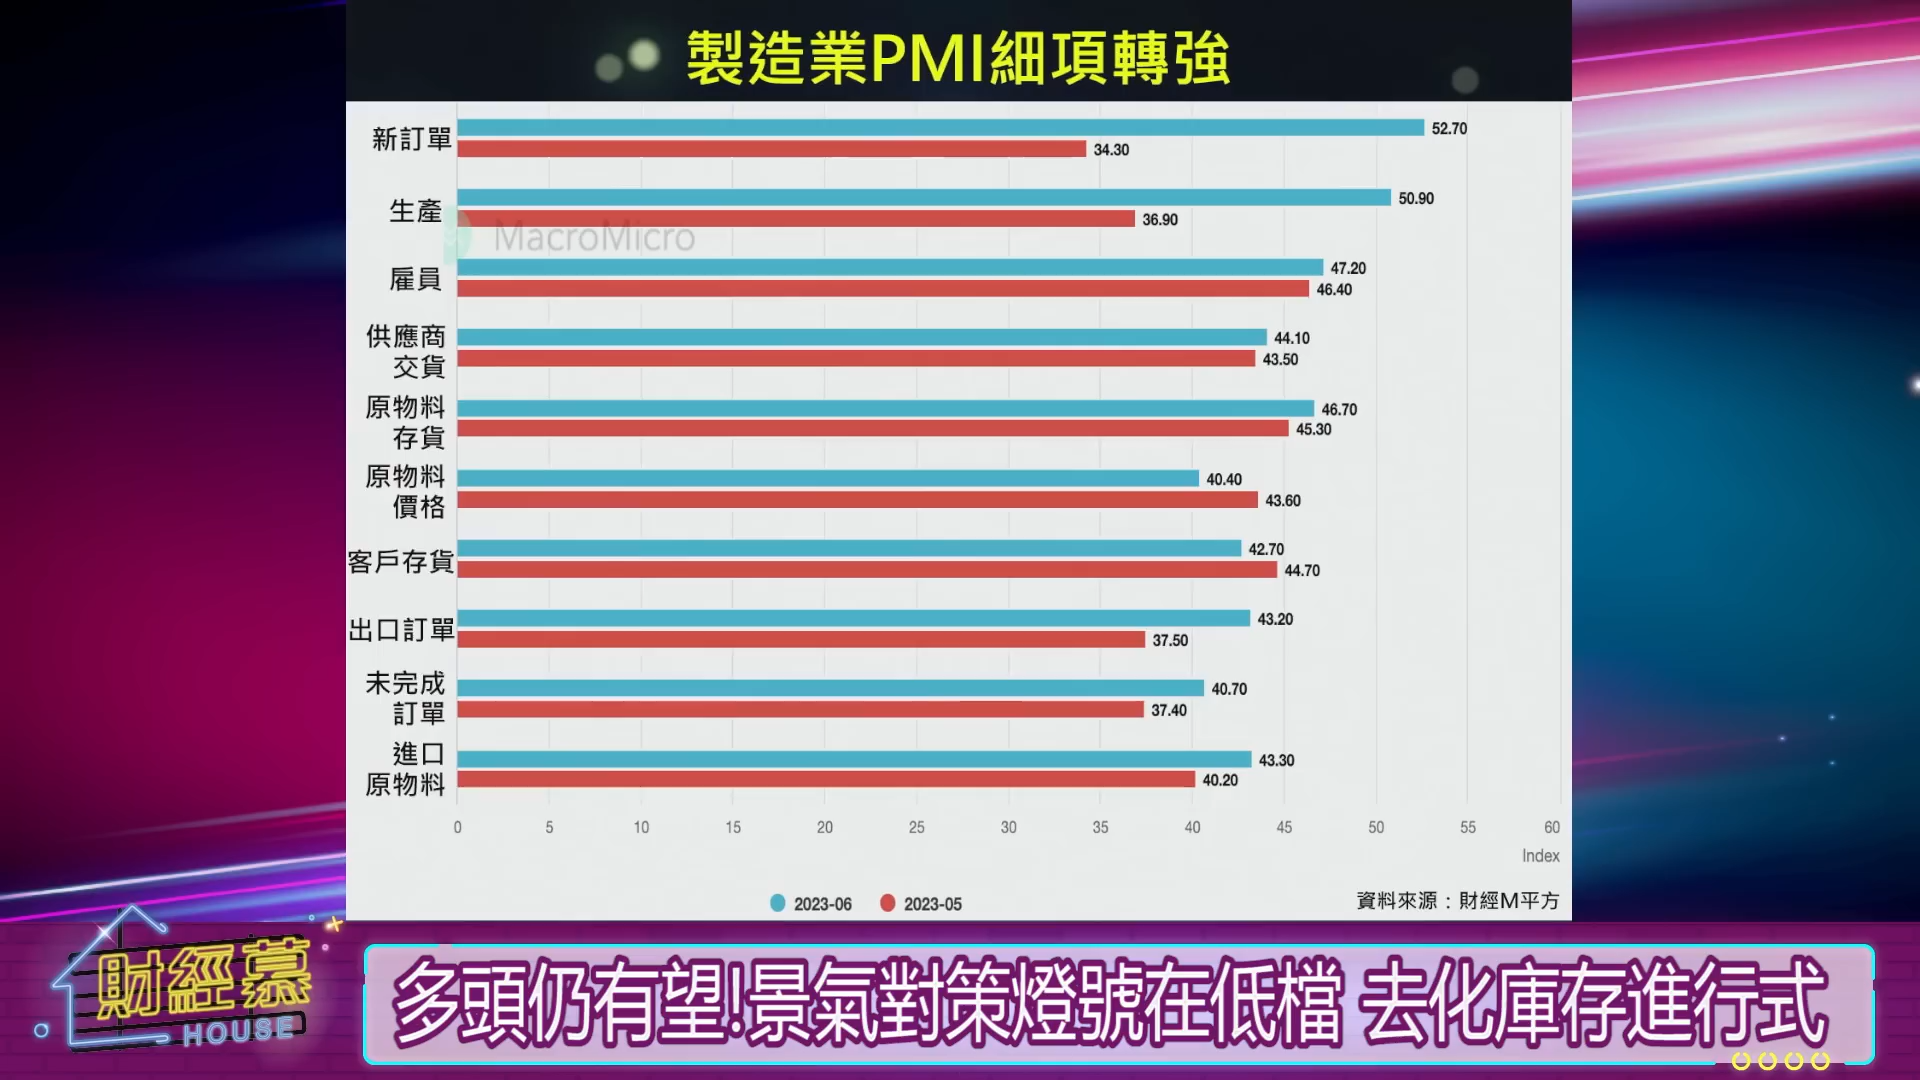 製造業PMI細項轉強
新訂單
52.70
34.30
生產
50.90
36.90
MacroMicro
雇員
47.20
46.40
供應商
交貨
44.10
43.50
原物料
存貨
46.70
45.30
原物料
價格
40.40
43.60
客戶存貨
42.70
44.70
出口訂單
43.20
37.50
未完成
訂單
40.70
37.40
進口
原物料
43.30
40.20
0 5 10 15 20 25 30 35 40 45 50 55 60
Index
2023-06 2023-05
資料來源：財經M平方
財經慕
HOUSE
多頭仍有望!景氣對策燈號在低檔 去化庫存進行式